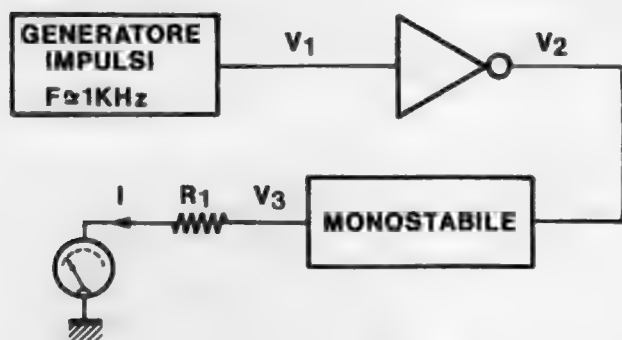 GENERATORE
IMPULSI
F≃1KHz
V1
V2
I
R1
V3
MONOSTABILE